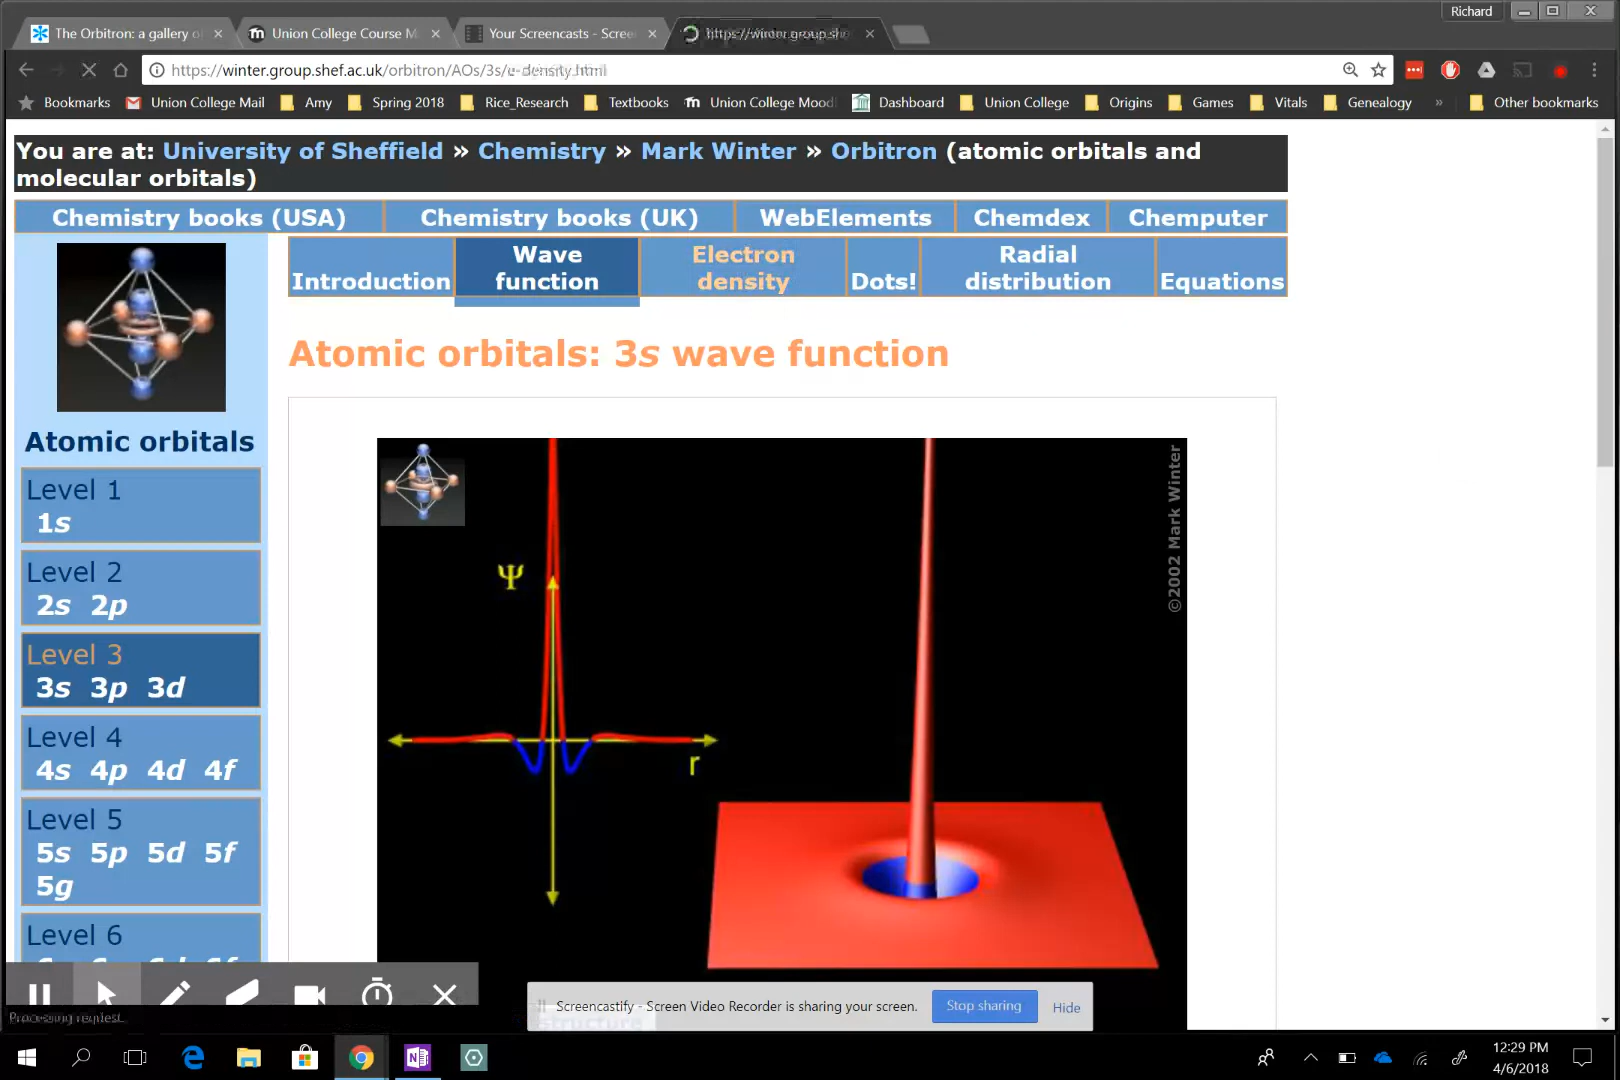 Richard
The Orbitron: a gallery o
Union College Course M
Your Screencasts - Scree
https://winter.group.she
https://winter.group.shef.ac.uk/orbitron/AOs/3s/
Bookmarks
Union College Mail
Amy
Spring 2018
Rice_Research
Textbooks
Union College Mood
Dashboard
Union College
Origins
Games
Vitals
Genealogy
»
Other bookmarks
You are at: University of Sheffield » Chemistry » Mark Winter » Orbitron (atomic orbitals and
molecular orbitals)
Chemistry books (USA)
Chemistry books (UK)
WebElements
Chemdex
Chemputer
Introduction
Wave
function
Electron
density
Dots!
Radial
distribution
Equations
Atomic orbitals: 3s wave function
Atomic orbitals
Level 1
1s
Level 2
2s 2p
Level 3
3s 3p 3d
Level 4
4s 4p 4d 4f
Level 5
5s 5p 5d 5f
5g
Level 6
Ψ
r
©2002 Mark Winter
Processing request...
Screencastify - Screen Video Recorder is sharing your screen.
Stop sharing
Hide
structure
12:29 PM
4/6/2018